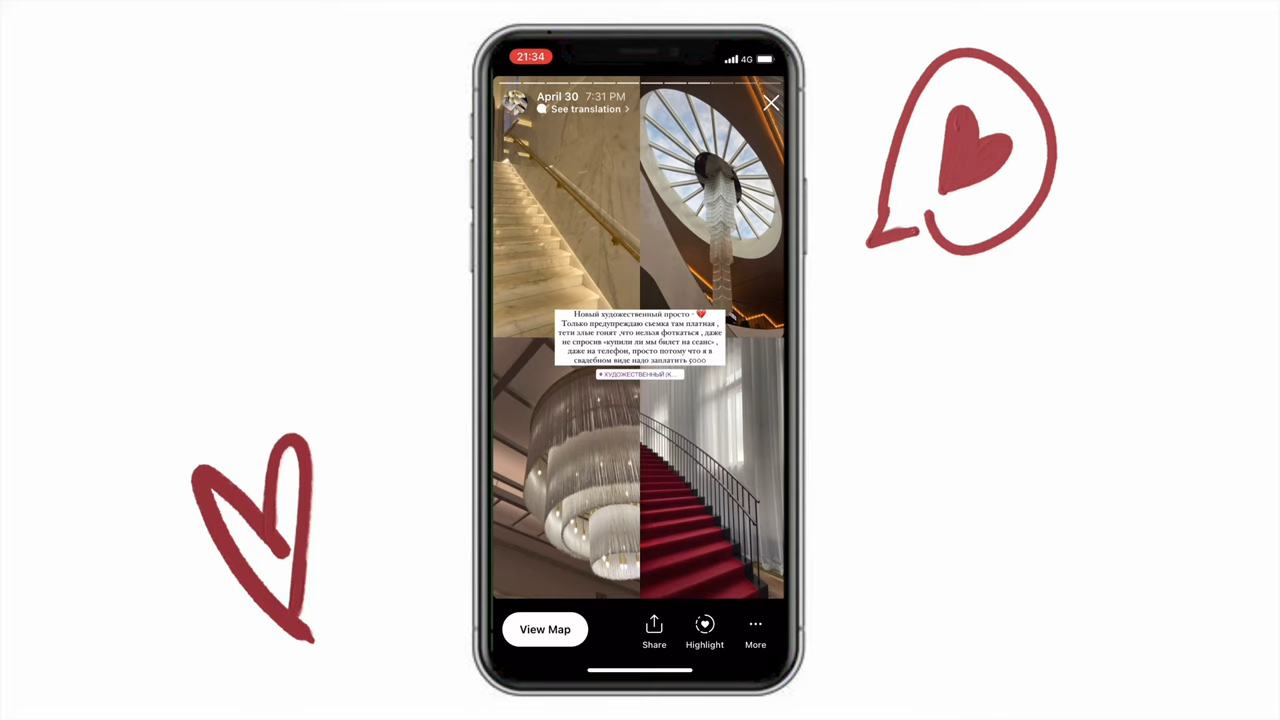 21:34
4G
April 30 7:31 PM
See translation
Новый художественный просто - ❤️
Только предупреждаю сьемка там платная ,
тети злые гонят ,что нельзя фоткаться , даже
не спросив «купили ли мы билет на сеанс» ,
даже на телефон, просто потому что я в
свадебном виде надо заплатить 5000
ХУДОЖЕСТВЕННЫЙ (К...
View Map
Share
Highlight
More